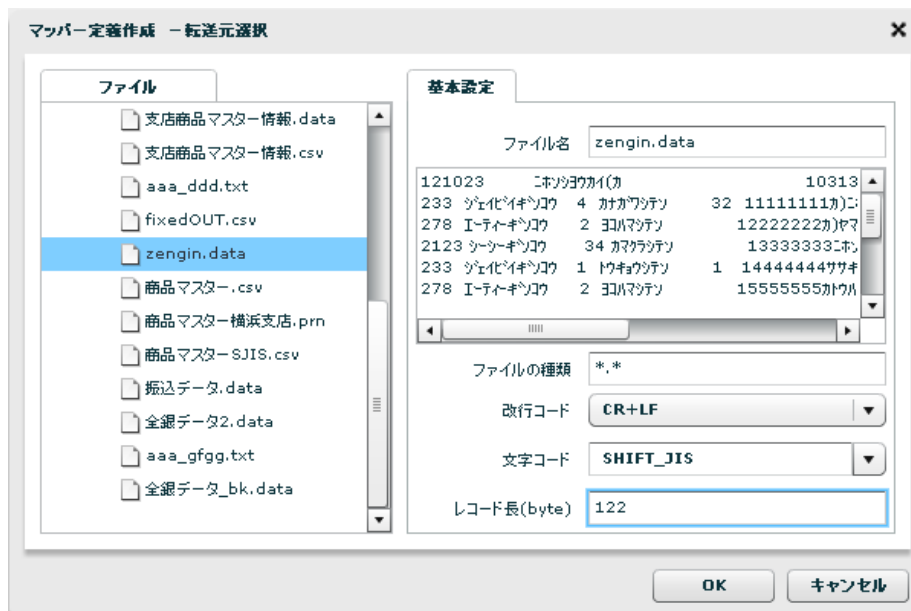 マッパー定義作成 －転送元選択
ファイル
支店商品マスター情報.data
支店商品マスター情報.csv
aaa_ddd.txt
fixedOUT.csv
zengin.data
商品マスター.csv
商品マスター横浜支店.prn
商品マスターSJIS.csv
振込データ.data
全銀データ2.data
aaa_gfgg.txt
全銀データ_bk.data
基本設定
ファイル名 zengin.data
121023 ﾆﾎﾝｼﾖｳｶｲ(ｶ 10313
233 ｼﾞｪｲﾋﾞｲｷﾞﾝｺｳ 4 ｶﾅｶﾞﾜｼﾃﾝ 32 11111111ｶ)ﾆ
278 ｴｰﾃｨｰｷﾞﾝｺｳ 2 ﾖｺﾊﾏｼﾃﾝ 12222222ｶ)ﾔﾏ
2123 ｼｰｼｰｷﾞﾝｺｳ 34 ｶﾏｸﾗｼﾃﾝ 13333333ﾆﾎﾝ
233 ｼﾞｪｲﾋﾞｲｷﾞﾝｺｳ 1 ﾄｳｷｮｳｼﾃﾝ 1 14444444ｻｻｷ
278 ｴｰﾃｨｰｷﾞﾝｺｳ 2 ﾖｺﾊﾏｼﾃﾝ 15555555ｶﾄｳﾊ
ファイルの種類 *.*
改行コード CR+LF
文字コード SHIFT_JIS
レコード長(byte) 122
OK キャンセル